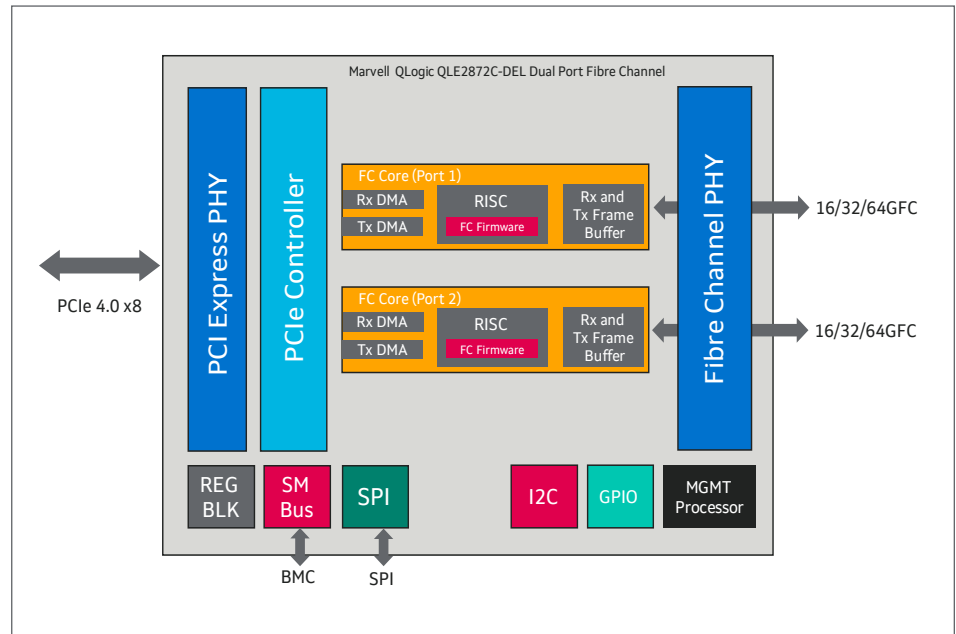 Marvell QLogic QLE2872C-DEL Dual Port Fibre Channel
PCI Express PHY
PCIe Controller
FC Core (Port 1)
Rx DMA
Tx DMA
RISC
FC Firmware
Rx and
Tx Frame
Buffer
FC Core (Port 2)
Rx DMA
Tx DMA
RISC
FC Firmware
Rx and
Tx Frame
Buffer
Fibre Channel PHY
16/32/64GFC
16/32/64GFC
PCIe 4.0 x8
REG
BLK
SM
Bus
SPI
I2C
GPIO
MGMT
Processor
BMC
SPI